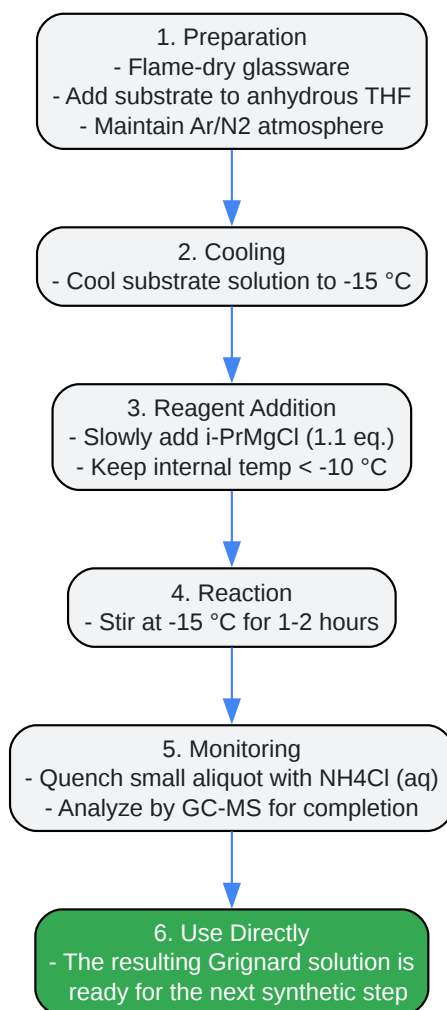 1. Preparation
- Flame-dry glassware
- Add substrate to anhydrous THF
- Maintain Ar/N2 atmosphere
2. Cooling
- Cool substrate solution to -15 °C
3. Reagent Addition
- Slowly add i-PrMgCl (1.1 eq.)
- Keep internal temp < -10 °C
4. Reaction
- Stir at -15 °C for 1-2 hours
5. Monitoring
- Quench small aliquot with NH4Cl (aq)
- Analyze by GC-MS for completion
6. Use Directly
- The resulting Grignard solution is
ready for the next synthetic step